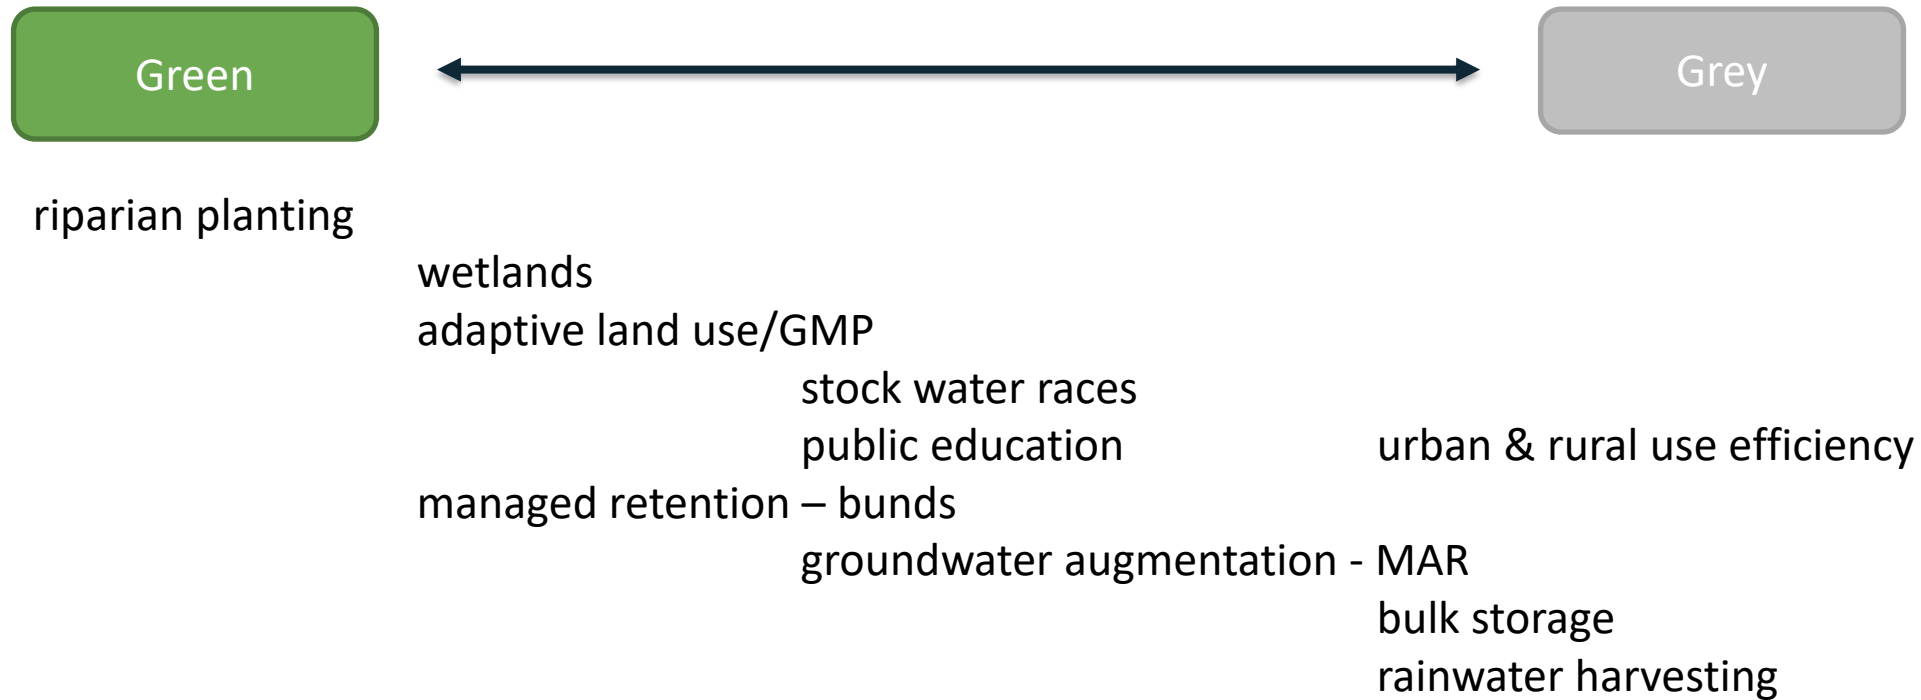 Green
Grey
riparian planting
wetlands
adaptive land use/GMP
stock water races
public education
urban & rural use efficiency
managed retention – bunds
groundwater augmentation - MAR
bulk storage
rainwater harvesting